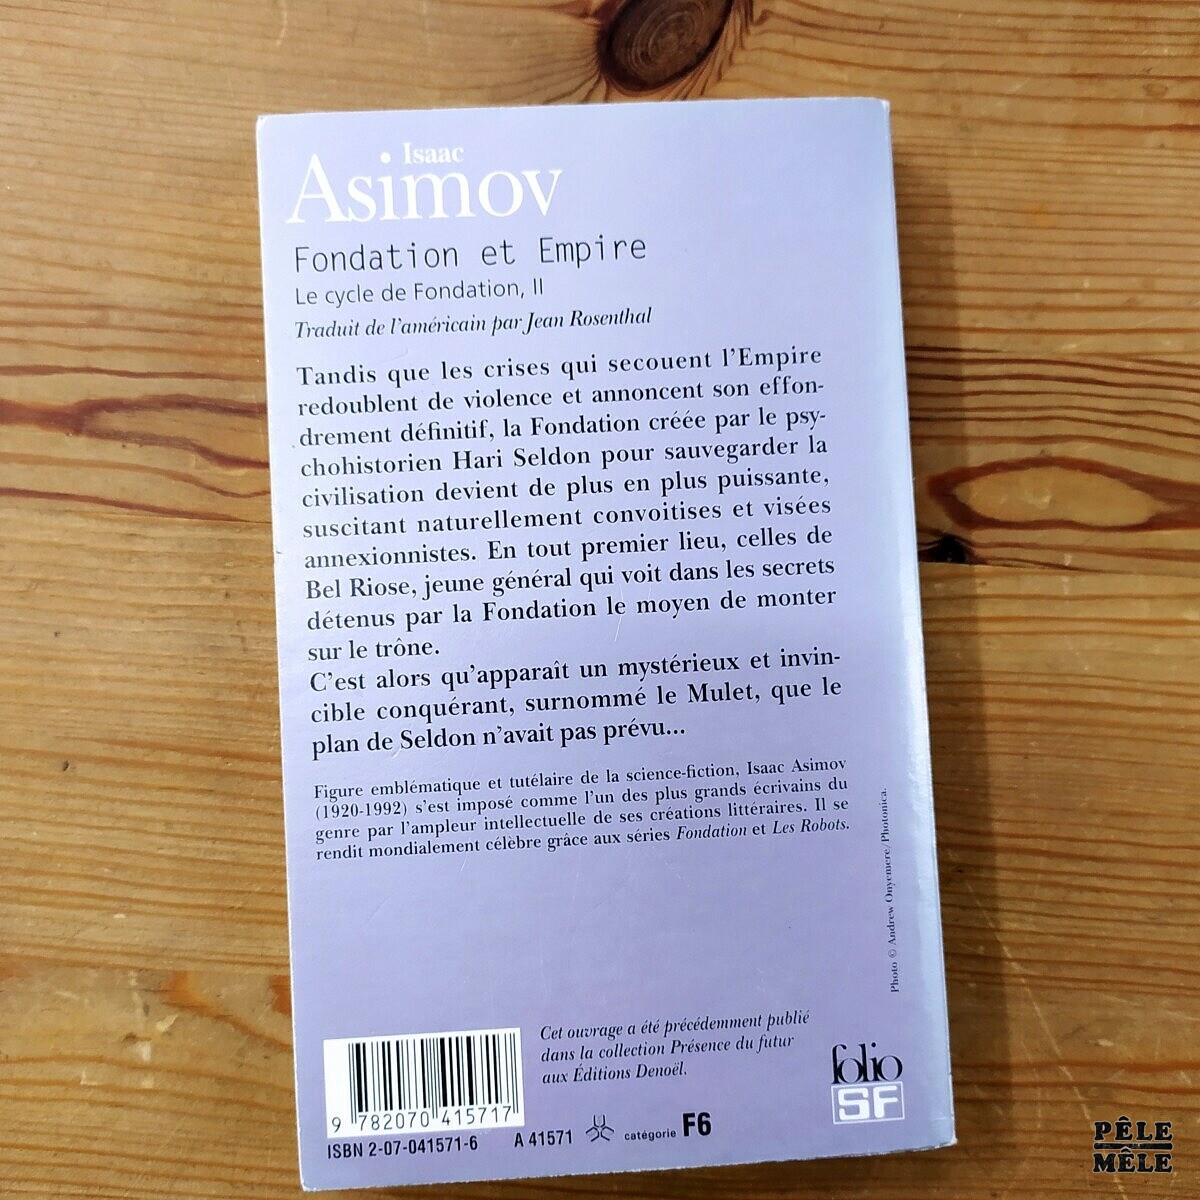 Isaac
Asimov
Fondation et Empire
Le cycle de Fondation, II
Traduit de l'américain par Jean Rosenthal
Tandis que les crises qui secouent l'Empire
redoublent de violence et annoncent son effon-
drement définitif, la Fondation créée par le psy-
chohistorien Hari Seldon pour sauvegarder la
civilisation devient de plus en plus puissante,
suscitant naturellement convoitises et visées
annexionnistes. En tout premier lieu, celles de
Bel Riose, jeune général qui voit dans les secrets
détenus par la Fondation le moyen de monter
sur le trône.
C'est alors qu'apparaît un mystérieux et invin-
cible conquérant, surnommé le Mulet, que le
plan de Seldon n'avait pas prévu...
Figure emblématique et tutélaire de la science-fiction, Isaac Asimov
(1920-1992) s'est imposé comme l'un des plus grands écrivains du
genre par l'ampleur intellectuelle de ses créations littéraires. Il se
rendit mondialement célèbre grâce aux séries Fondation et Les Robots.
Photo © Andrew Onyemere/Photonica.
Cet ouvrage a été précédemment publié
dans la collection Présence du futur
aux Éditions Denoël.
9 782070 415717
ISBN 2-07-041571-6 A 41571 catégorie F6
folio
SF
PÊLE
MÊLE